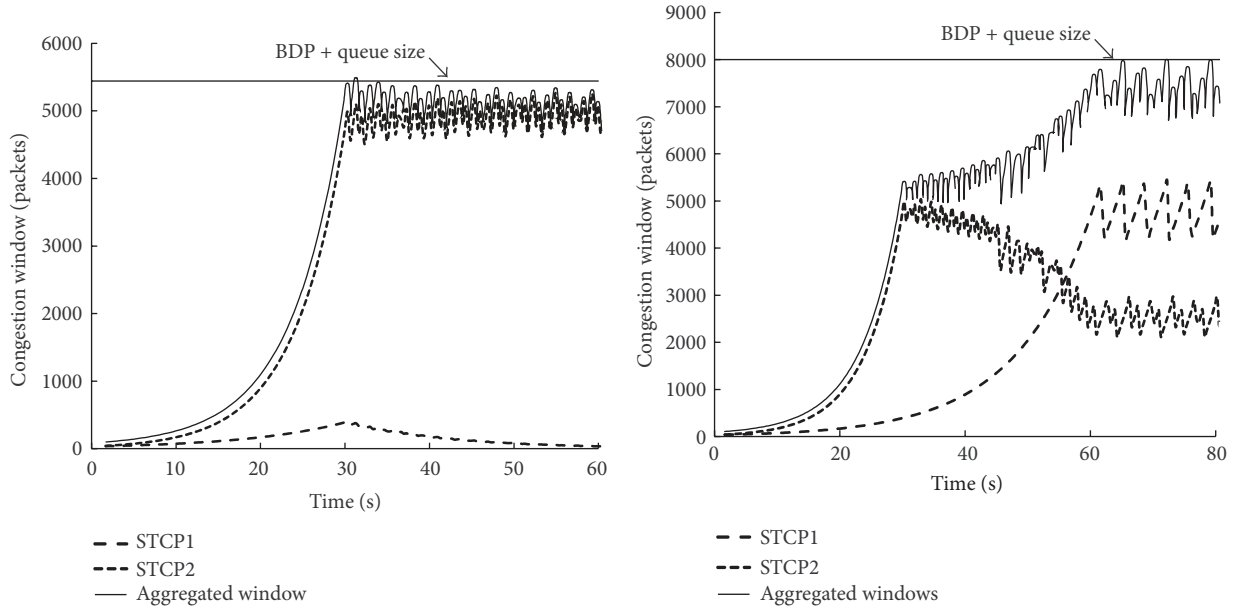 BDP + queue size
6000
5000
4000
3000
2000
1000
0
Congestion window (packets)
0 10 20 30 40 50 60
Time (s)
STCP1
STCP2
Aggregated window
BDP + queue size
9000
8000
7000
6000
5000
4000
3000
2000
1000
0
Congestion window (packets)
0 20 40 60 80
Time (s)
STCP1
STCP2
Aggregated windows